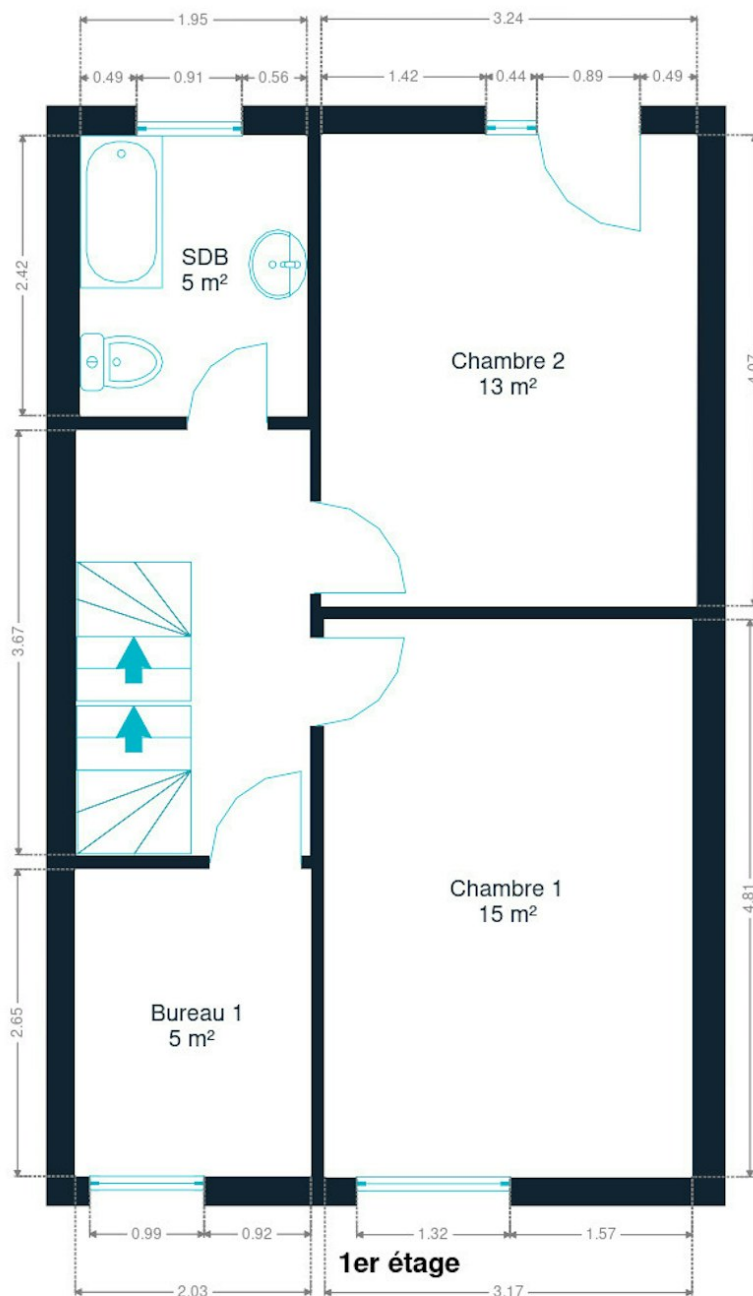 1.95
3.24
0.49
0.91
0.56
1.42
0.44
0.89
0.49
2.42
SDB
5 m²
Chambre 2
13 m²
4.07
3.67
Chambre 1
15 m²
4.81
Bureau 1
5 m²
2.65
0.99
0.92
1.32
1.57
1er étage
2.03
3.17